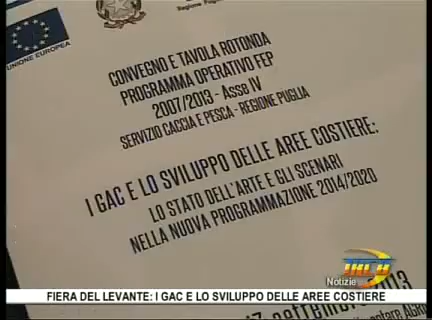 UNIONE EUROPEA
CONVEGNO E TAVOLA ROTONDA
PROGRAMMA OPERATIVO FEP
2007/2013 - Asse IV
SERVIZIO CACCIA E PESCA - REGIONE PUGLIA
I GAC E LO SVILUPPO DELLE AREE COSTIERE:
LO STATO DELL'ARTE E GLI SCENARI
NELLA NUOVA PROGRAMMAZIONE 2014/2020
Notizie
FIERA DEL LEVANTE: I GAC E LO SVILUPPO DELLE AREE COSTIERE